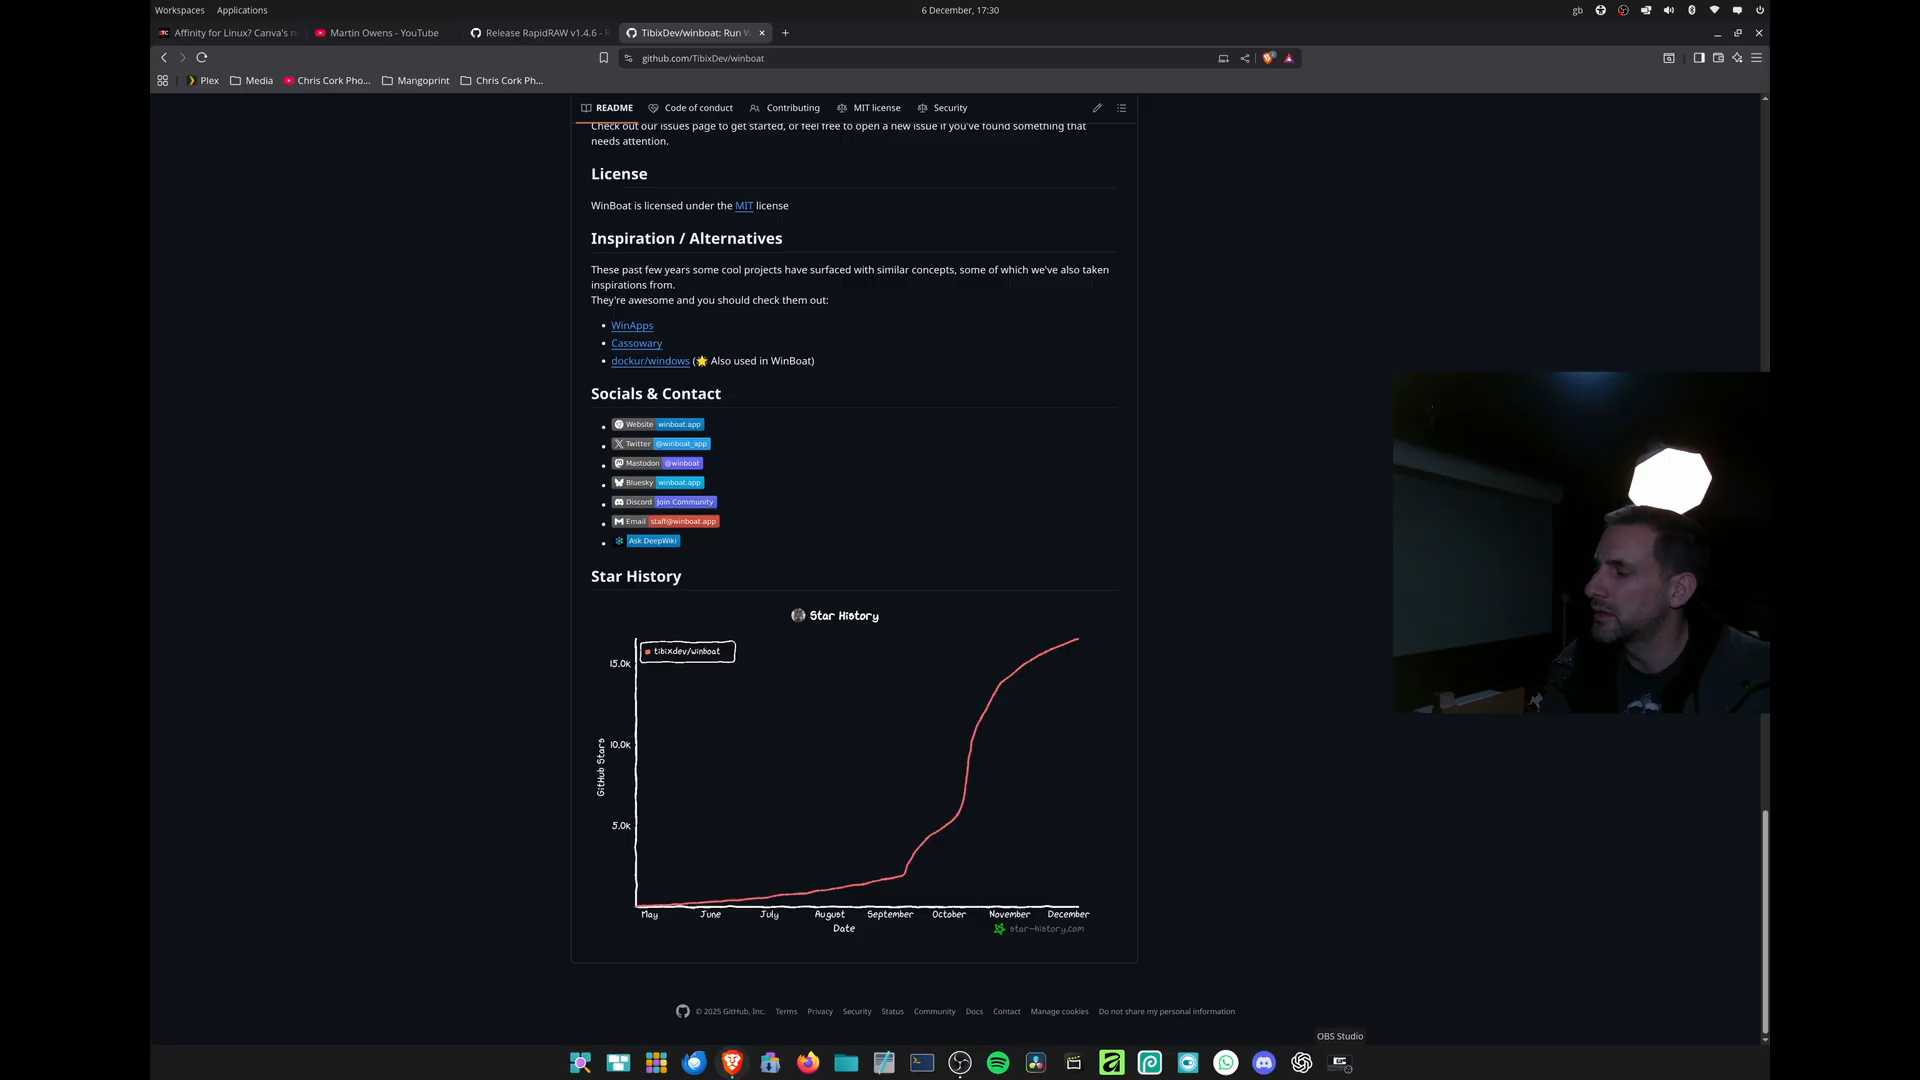 Workspaces Applications 6 December, 17:30 gb
Affinity for Linux? Canva's n Martin Owens - YouTube Release RapidRAW v1.4.6 - R TibixDev/winboat: Run W
github.com/TibixDev/winboat
Plex Media Chris Cork Pho... Mangoprint Chris Cork Ph...
README Code of conduct Contributing MIT license Security
Check out our issues page to get started, or feel free to open a new issue if you've found something that
needs attention.
License
WinBoat is licensed under the MIT license
Inspiration / Alternatives
These past few years some cool projects have surfaced with similar concepts, some of which we've also taken
inspirations from.
They're awesome and you should check them out:
WinApps
Cassowary
dockur/windows (🌟 Also used in WinBoat)
Socials & Contact
Website winboat.app
Twitter @winboat_app
Mastodon @winboat
Bluesky winboat.app
Discord Join Community
Email staff@winboat.app
Ask DeepWiki
Star History
Star History
tibixdev/winboat
15.0k
10.0k
5.0k
GitHub Stars
May June July August September October November December
Date
star-history.com
© 2025 GitHub, Inc. Terms Privacy Security Status Community Docs Contact Manage cookies Do not share my personal information
OBS Studio